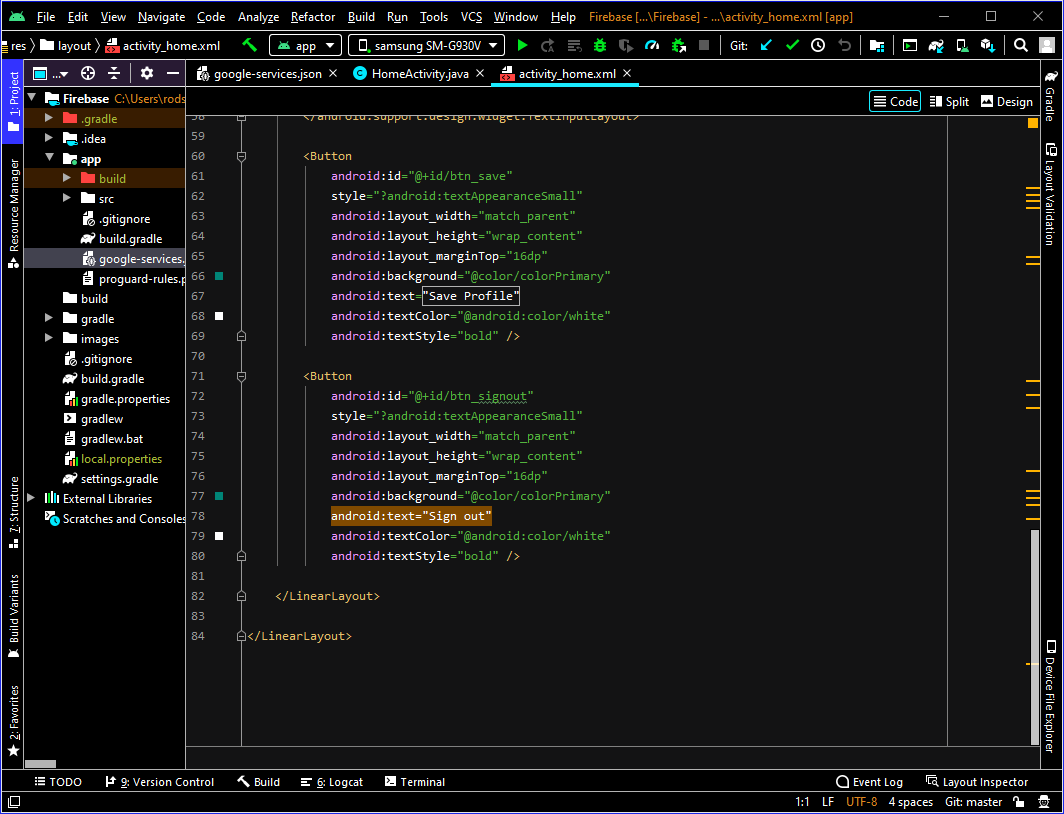 File Edit View Navigate Code Analyze Refactor Build Run Tools VCS Window Help Firebase [...\Firebase] - ...\activity_home.xml [app]
res layout activity_home.xml app samsung SM-G930V Git:
1: Project
Resource Manager
7: Structure
Build Variants
2: Favorites
...
Firebase C:\Users\rods
.gradle
.idea
app
build
src
.gitignore
build.gradle
google-services.
proguard-rules.p
build
gradle
images
.gitignore
build.gradle
gradle.properties
gradlew
gradlew.bat
local.properties
settings.gradle
External Libraries
Scratches and Consoles
google-services.json HomeActivity.java activity_home.xml
Code Split Design
58 </android.support.design.widget.TextInputLayout>
59
60 <Button
61 android:id="@+id/btn_save"
62 style="?android:textAppearanceSmall"
63 android:layout_width="match_parent"
64 android:layout_height="wrap_content"
65 android:layout_marginTop="16dp"
66 android:background="@color/colorPrimary"
67 android:text="Save Profile"
68 android:textColor="@android:color/white"
69 android:textStyle="bold" />
70
71 <Button
72 android:id="@+id/btn_signout"
73 style="?android:textAppearanceSmall"
74 android:layout_width="match_parent"
75 android:layout_height="wrap_content"
76 android:layout_marginTop="16dp"
77 android:background="@color/colorPrimary"
78 android:text="Sign out"
79 android:textColor="@android:color/white"
80 android:textStyle="bold" />
81
82 </LinearLayout>
83
84 </LinearLayout>
Gradle
Layout Validation
Device File Explorer
TODO 9: Version Control Build 6: Logcat Terminal Event Log Layout Inspector
1:1 LF UTF-8 4 spaces Git: master